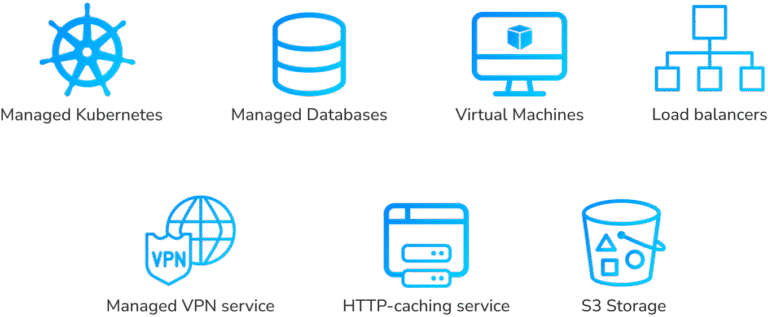 Managed Kubernetes
Managed Databases
Virtual Machines
Load balancers
VPN
Managed VPN service
HTTP-caching service
S3 Storage